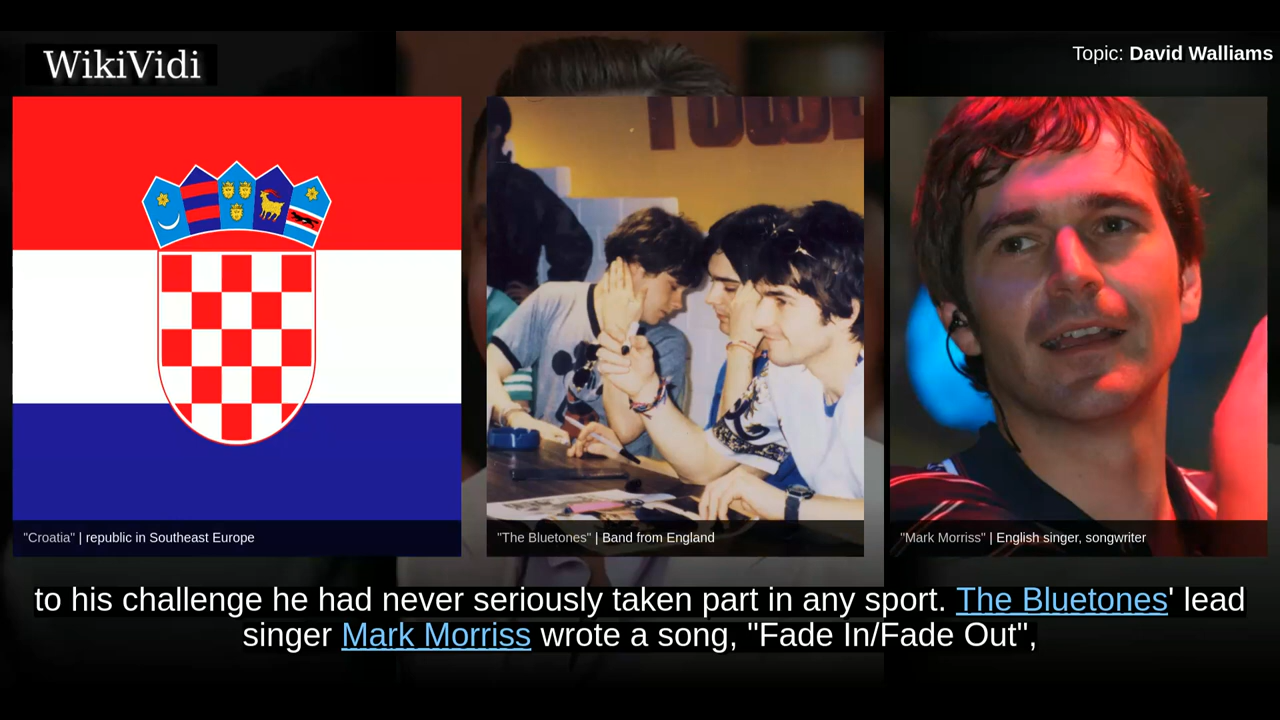 WikiVidi
Topic: David Walliams
TOWE
"Croatia" | republic in Southeast Europe
"The Bluetones" | Band from England
"Mark Morriss" | English singer, songwriter
to his challenge he had never seriously taken part in any sport. The Bluetones' lead
singer Mark Morriss wrote a song, "Fade In/Fade Out",